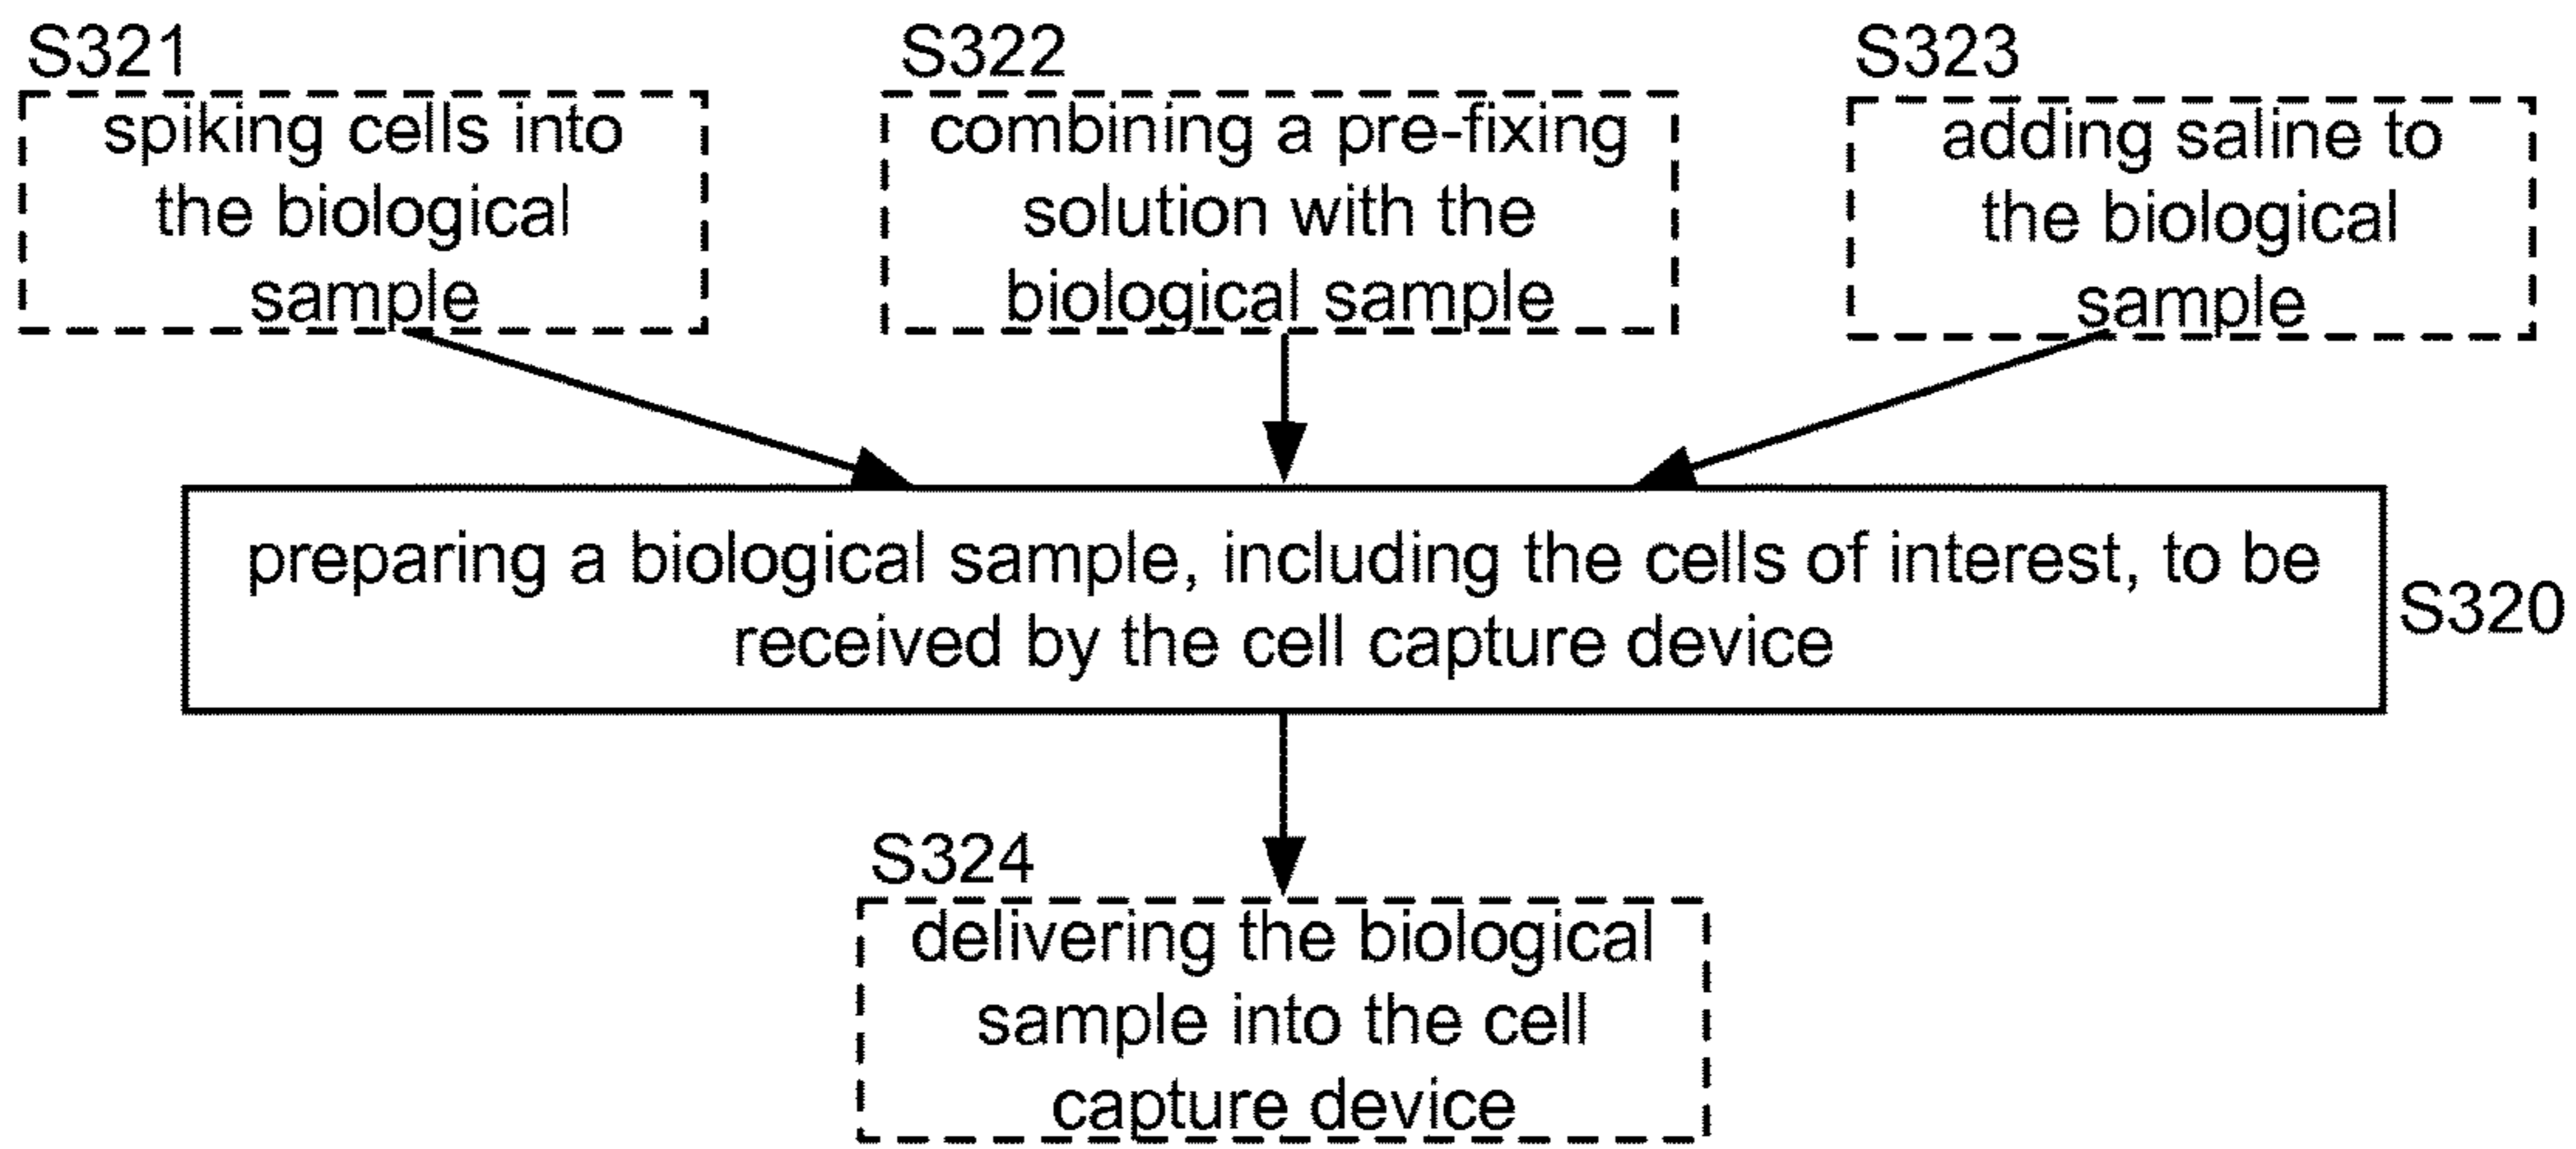 S321
spiking cells into
the biological
sample
S322
combining a pre-fixing
solution with the
biological sample
S323
adding saline to
the biological
sample
preparing a biological sample, including the cells of interest, to be
received by the cell capture device
S320
S324
delivering the biological
sample into the cell
capture device